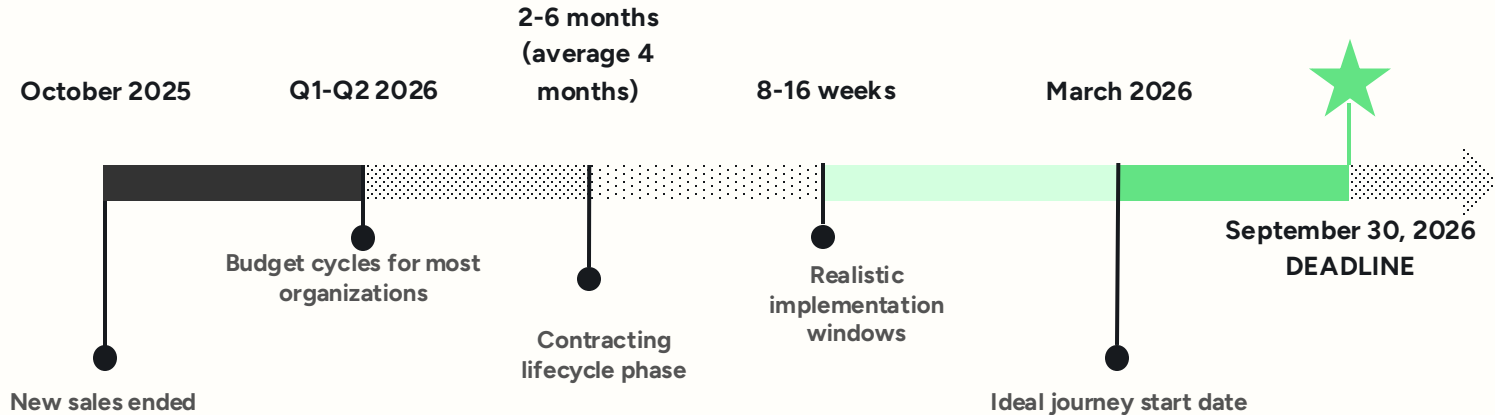 2-6 months
(average 4
months)
October 2025
Q1-Q2 2026
8-16 weeks
March 2026
September 30, 2026
DEADLINE
Budget cycles for most
organizations
Realistic
implementation
windows
Contracting
lifecycle phase
New sales ended
Ideal journey start date